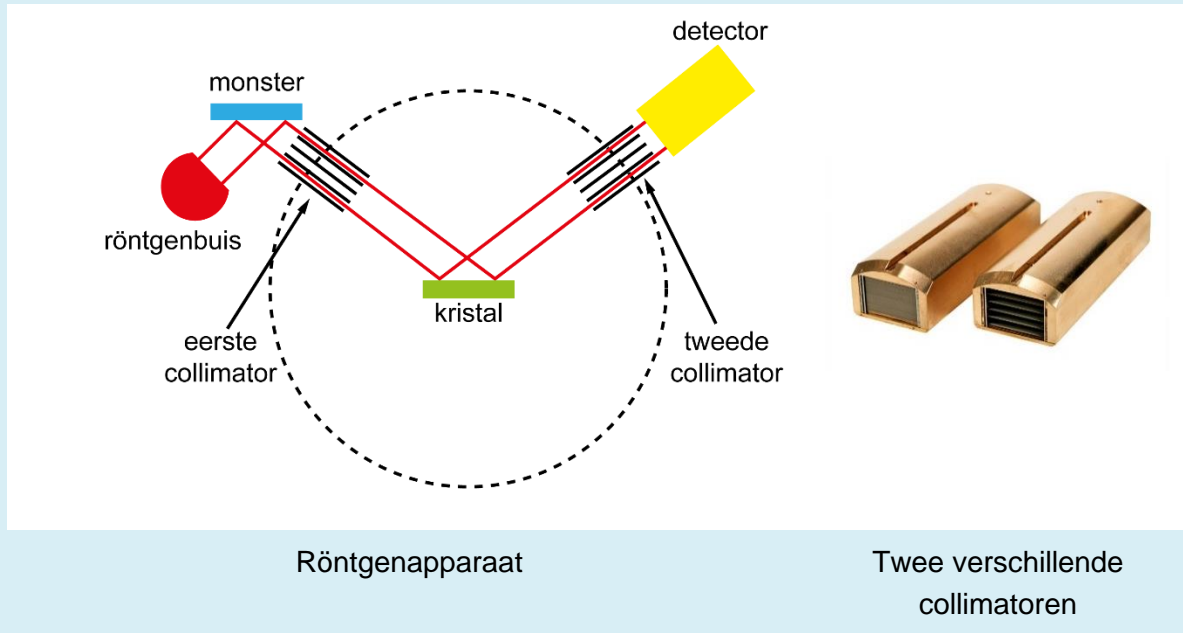 detector
monster
röntgenbuis
kristal
eerste
collimator
tweede
collimator
Röntgenapparaat
Twee verschillende
collimatoren